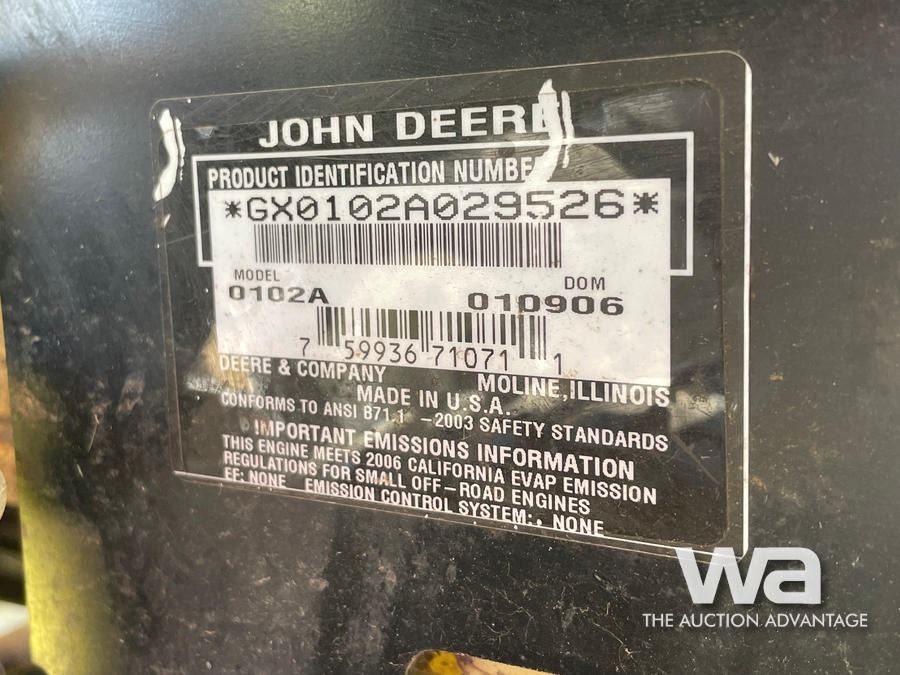 JOHN DEERE
PRODUCT IDENTIFICATION NUMBER
*GX0102A029526*
MODEL
DOM
0102A
010906
7 59936 71071 1
DEERE & COMPANY
MOLINE, ILLINOIS
MADE IN U.S.A.
CONFORMS TO ANSI B71.1 -2003 SAFETY STANDARDS
IMPORTANT EMISSIONS INFORMATION
THIS ENGINE MEETS 2006 CALIFORNIA EVAP EMISSION
REGULATIONS FOR SMALL OFF-ROAD ENGINES
EF: NONE EMISSION CONTROL SYSTEM: NONE
wa
THE AUCTION ADVANTAGE